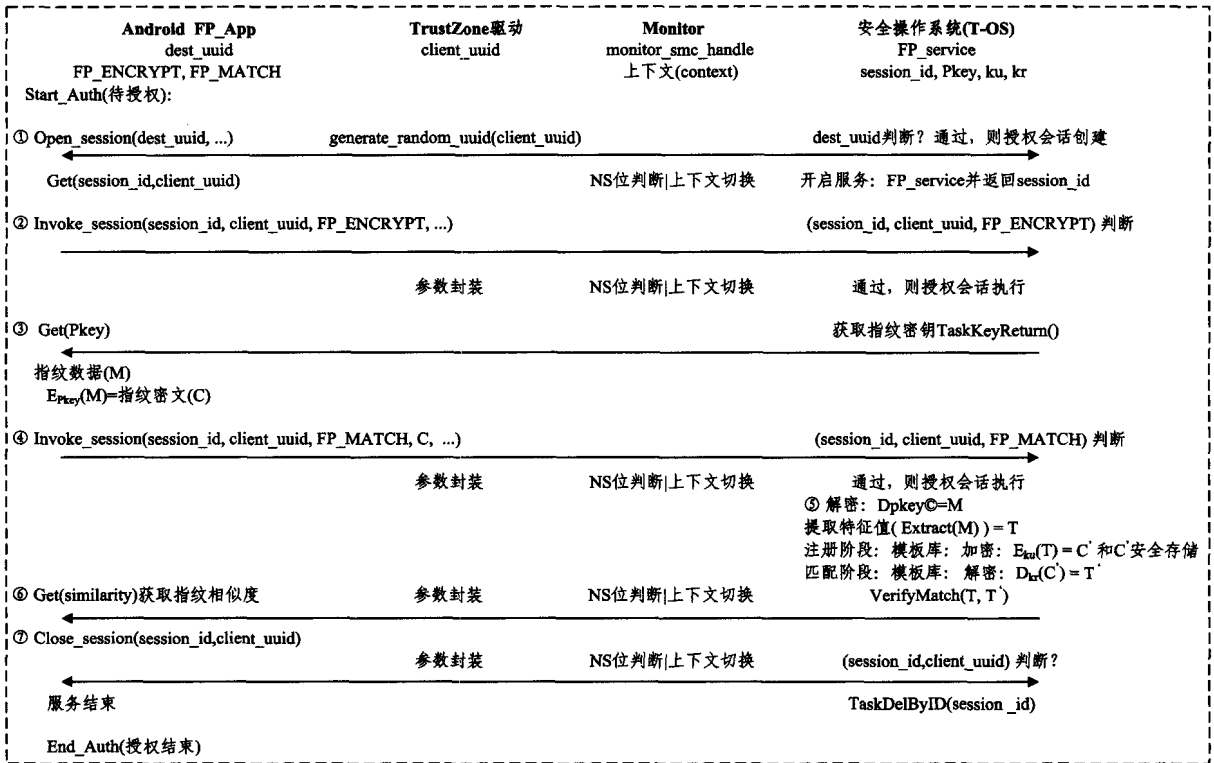 Android FP_App TrustZone驱动 Monitor 安全操作系统(T-OS)
dest_uuid client_uuid monitor_smc_handle FP_service
FP_ENCRYPT, FP_MATCH 上下文(context) session_id, Pkey, ku, kr
Start_Auth(待授权):
① Open_session(dest_uuid, ...) generate_random_uuid(client_uuid) dest_uuid判断？通过，则授权会话创建
Get(session_id,client_uuid) NS位判断|上下文切换 开启服务：FP_service并返回session_id
② Invoke_session(session_id, client_uuid, FP_ENCRYPT, ...) (session_id, client_uuid, FP_ENCRYPT) 判断
参数封装 NS位判断|上下文切换 通过，则授权会话执行
③ Get(Pkey) 获取指纹密钥TaskKeyReturn()
指纹数据(M)
E_Pkey(M)=指纹密文(C)
④ Invoke_session(session_id, client_uuid, FP_MATCH, C, ...) (session_id, client_uuid, FP_MATCH) 判断
参数封装 NS位判断|上下文切换 通过，则授权会话执行
⑤ 解密：Dpkey©=M
提取特征值( Extract(M) ) = T
注册阶段：模板库：加密：E_ku(T) = C‘ 和C‘安全存储
匹配阶段：模板库： 解密：D_kr(C‘) = T‘
⑥ Get(similarity)获取指纹相似度 参数封装 NS位判断|上下文切换 VerifyMatch(T, T‘)
⑦ Close_session(session_id,client_uuid)
参数封装 NS位判断|上下文切换 (session_id,client_uuid) 判断？
服务结束 TaskDelByID(session _id)
End_Auth(授权结束)